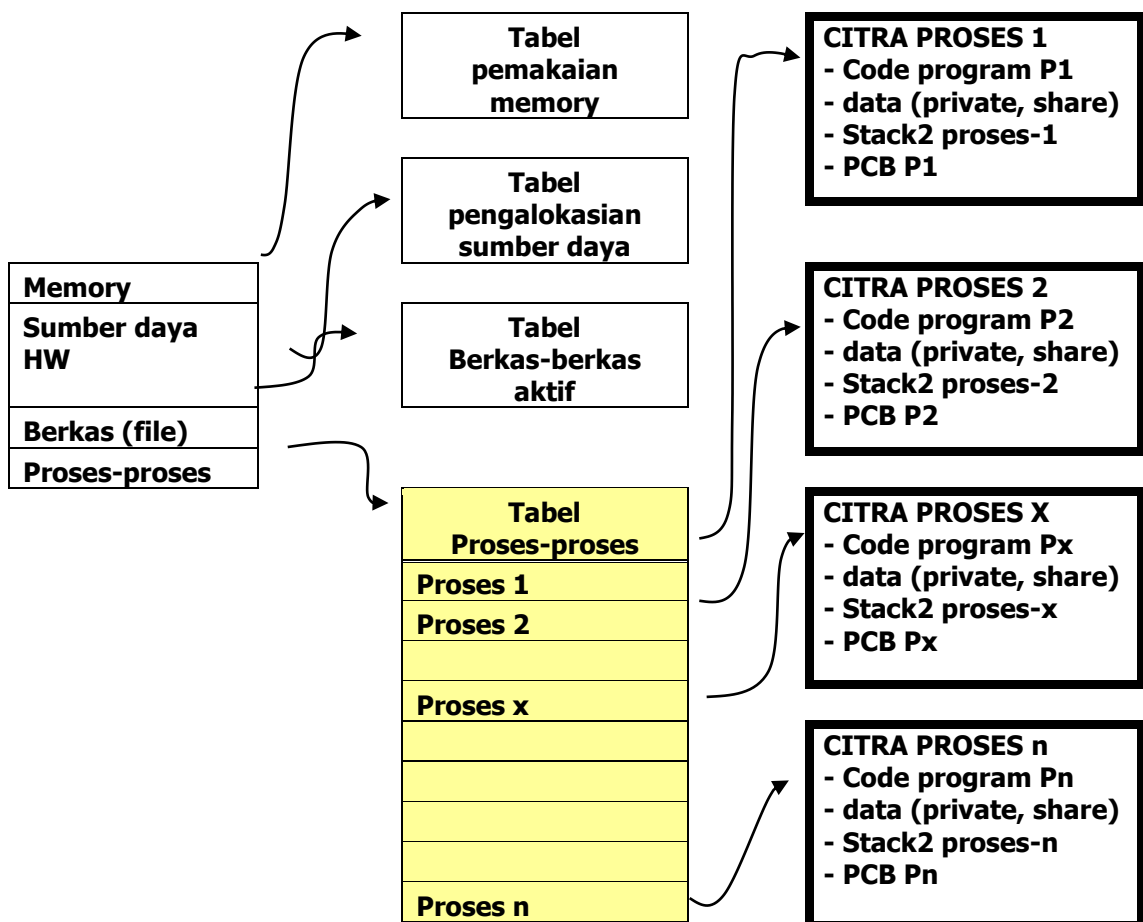 Memory
Sumber daya
HW
Berkas (file)
Proses-proses
Tabel
pemakaian
memory
Tabel
pengalokasian
sumber daya
Tabel
Berkas-berkas
aktif
Tabel
Proses-proses
Proses 1
Proses 2
Proses x
Proses n
CITRA PROSES 1
- Code program P1
- data (private, share)
- Stack2 proses-1
- PCB P1
CITRA PROSES 2
- Code program P2
- data (private, share)
- Stack2 proses-2
- PCB P2
CITRA PROSES X
- Code program Px
- data (private, share)
- Stack2 proses-x
- PCB Px
CITRA PROSES n
- Code program Pn
- data (private, share)
- Stack2 proses-n
- PCB Pn